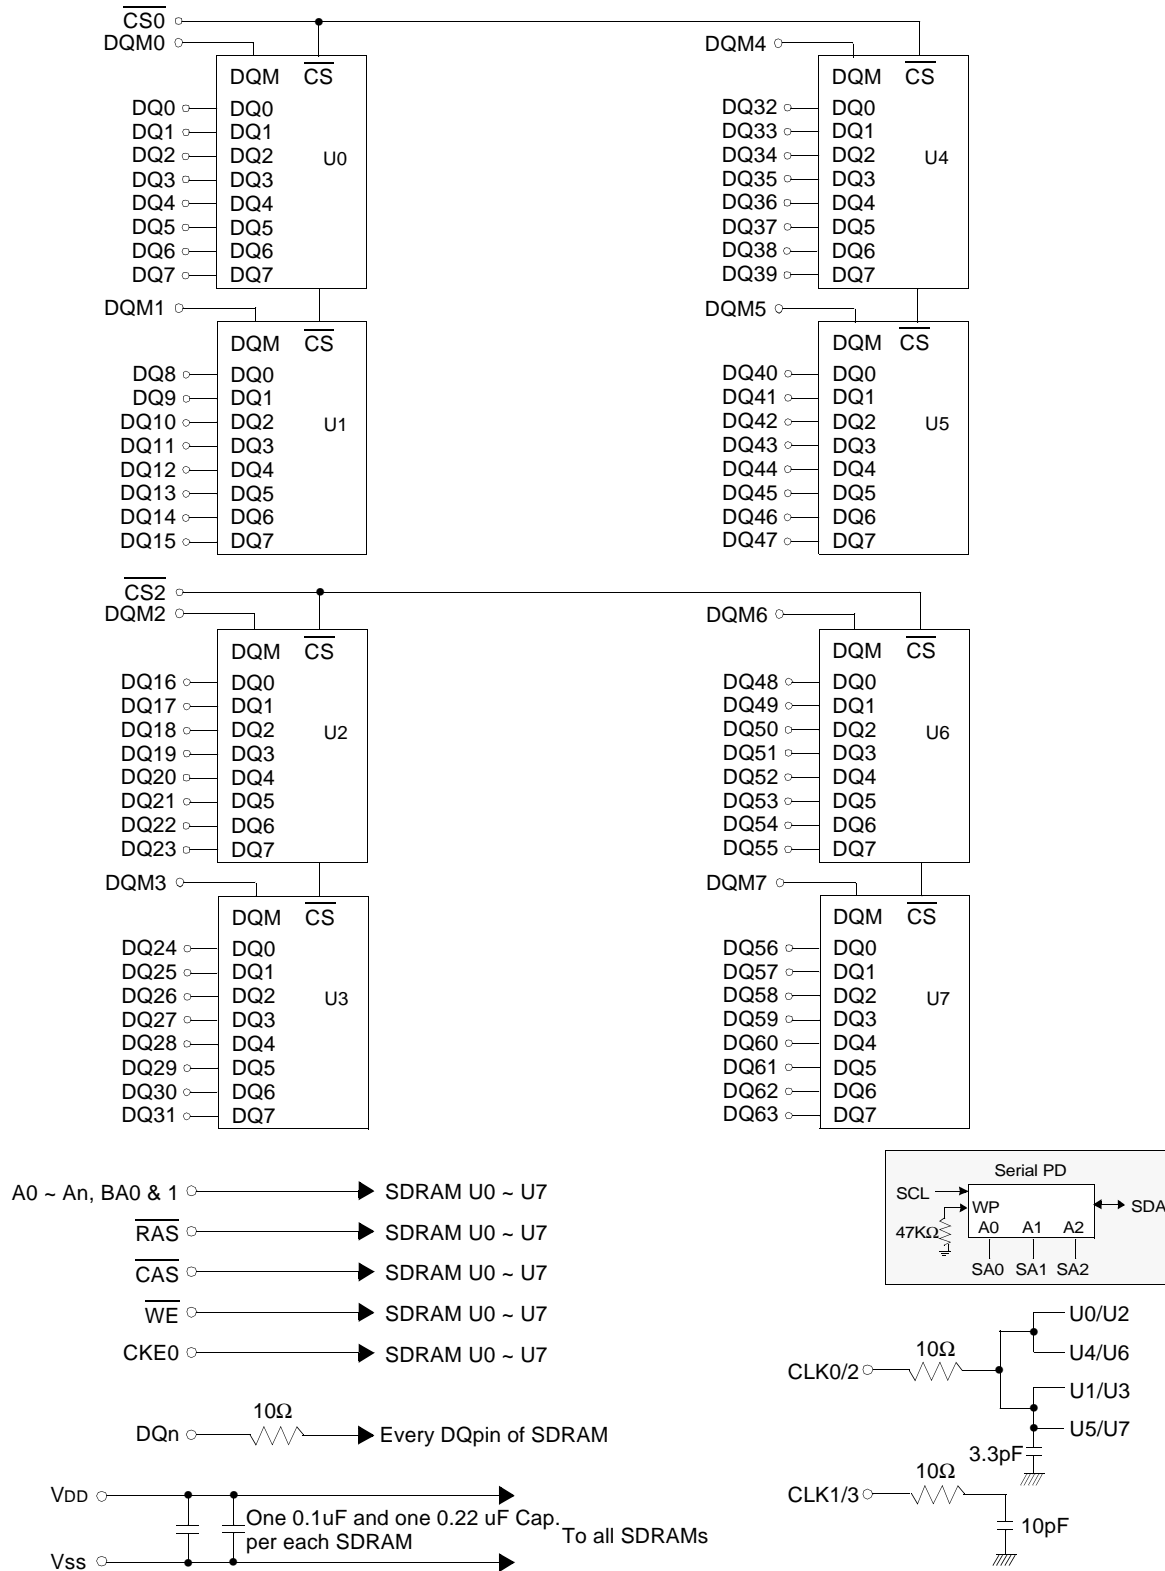 CS0
DQM0
DQM4
DQM CS
DQ0 DQ0
DQ1 DQ1
DQ2 DQ2
DQ3 DQ3
DQ4 DQ4
DQ5 DQ5
DQ6 DQ6
DQ7 DQ7
U0
DQM CS
DQ32 DQ0
DQ33 DQ1
DQ34 DQ2
DQ35 DQ3
DQ36 DQ4
DQ37 DQ5
DQ38 DQ6
DQ39 DQ7
U4
DQM1
DQM CS
DQ8 DQ0
DQ9 DQ1
DQ10 DQ2
DQ11 DQ3
DQ12 DQ4
DQ13 DQ5
DQ14 DQ6
DQ15 DQ7
U1
DQM5
DQM CS
DQ40 DQ0
DQ41 DQ1
DQ42 DQ2
DQ43 DQ3
DQ44 DQ4
DQ45 DQ5
DQ46 DQ6
DQ47 DQ7
U5
CS2
DQM2
DQM CS
DQ16 DQ0
DQ17 DQ1
DQ18 DQ2
DQ19 DQ3
DQ20 DQ4
DQ21 DQ5
DQ22 DQ6
DQ23 DQ7
U2
DQM6
DQM CS
DQ48 DQ0
DQ49 DQ1
DQ50 DQ2
DQ51 DQ3
DQ52 DQ4
DQ53 DQ5
DQ54 DQ6
DQ55 DQ7
U6
DQM3
DQM CS
DQ24 DQ0
DQ25 DQ1
DQ26 DQ2
DQ27 DQ3
DQ28 DQ4
DQ29 DQ5
DQ30 DQ6
DQ31 DQ7
U3
DQM7
DQM CS
DQ56 DQ0
DQ57 DQ1
DQ58 DQ2
DQ59 DQ3
DQ60 DQ4
DQ61 DQ5
DQ62 DQ6
DQ63 DQ7
U7
A0 ~ An, BA0 & 1 SDRAM U0 ~ U7
RAS SDRAM U0 ~ U7
CAS SDRAM U0 ~ U7
WE SDRAM U0 ~ U7
CKE0 SDRAM U0 ~ U7
10Ω
DQn Every DQpin of SDRAM
VDD
One 0.1uF and one 0.22 uF Cap.
per each SDRAM
To all SDRAMs
Vss
Serial PD
SCL
WP
SDA
47KΩ
A0 A1 A2
SA0 SA1 SA2
CLK0/2
10Ω
U0/U2
U4/U6
U1/U3
U5/U7
3.3pF
CLK1/3
10Ω
10pF